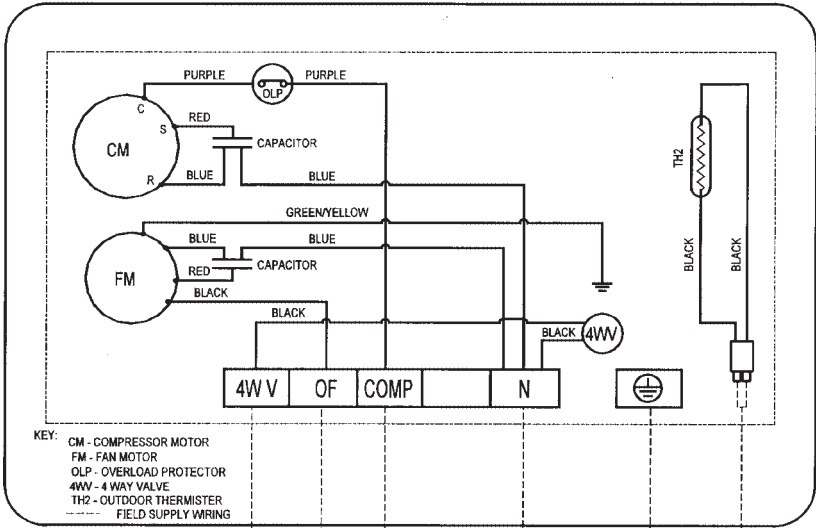 PURPLE
PURPLE
OLP
C
S
RED
CM
CAPACITOR
R
BLUE
BLUE
TH2
GREEN/YELLOW
BLUE
BLUE
FM
RED
CAPACITOR
BLACK
BLACK
BLACK
BLACK
BLACK
4WV
4W V
OF
COMP
N
KEY:
CM - COMPRESSOR MOTOR
FM - FAN MOTOR
OLP - OVERLOAD PROTECTOR
4WV - 4 WAY VALVE
TH2 - OUTDOOR THERMISTER
FIELD SUPPLY WIRING